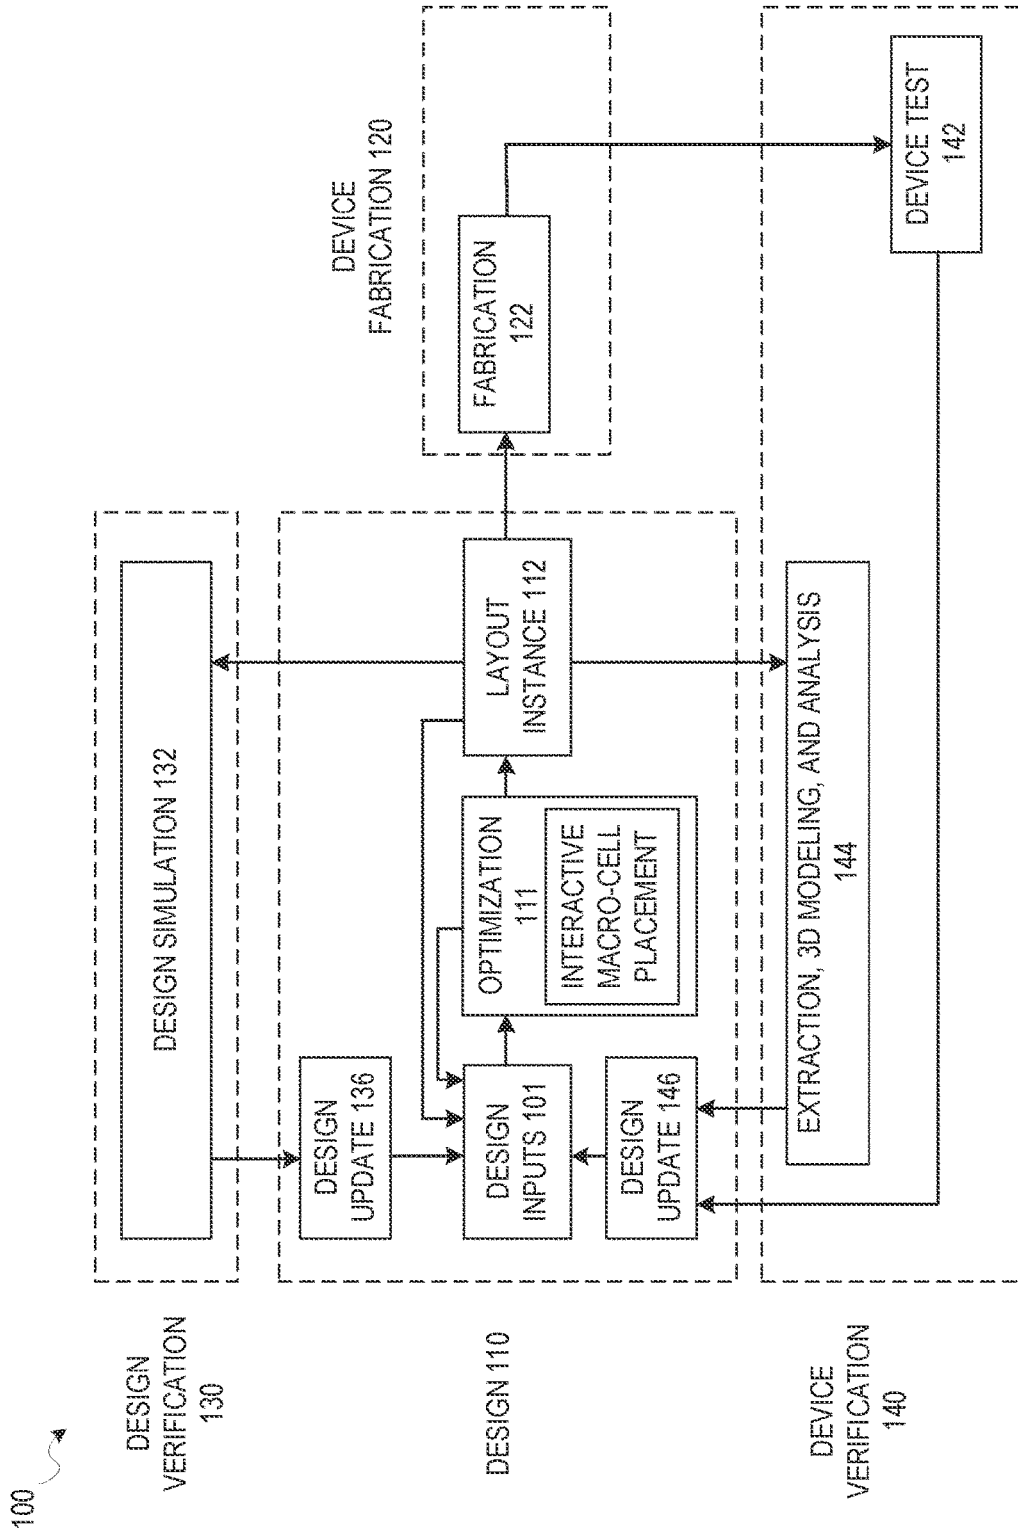 100
DESIGN
VERIFICATION
130
DESIGN SIMULATION 132
DEVICE
FABRICATION 120
DESIGN 110
DESIGN
UPDATE 136
DESIGN
INPUTS 101
DESIGN
UPDATE 146
OPTIMIZATION
111
INTERACTIVE
MACRO-CELL
PLACEMENT
LAYOUT
INSTANCE 112
FABRICATION
122
DEVICE
VERIFICATION
140
EXTRACTION, 3D MODELING, AND ANALYSIS
144
DEVICE TEST
142